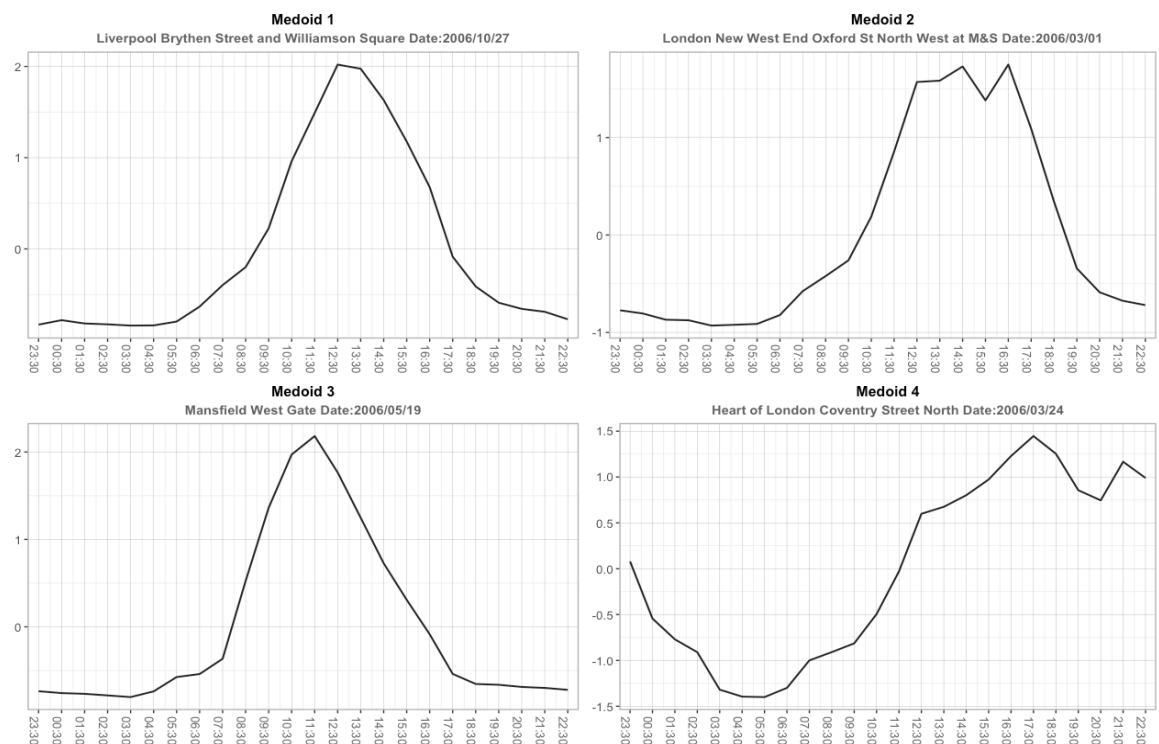 Medoid 1
Liverpool Brythen Street and Williamson Square Date:2006/10/27
2
1
0
23:30 00:30 01:30 02:30 03:30 04:30 05:30 06:30 07:30 08:30 09:30 10:30 11:30 12:30 13:30 14:30 15:30 16:30 17:30 18:30 19:30 20:30 21:30 22:30
Medoid 2
London New West End Oxford St North West at M&S Date:2006/03/01
1
0
-1
23:30 00:30 01:30 02:30 03:30 04:30 05:30 06:30 07:30 08:30 09:30 10:30 11:30 12:30 13:30 14:30 15:30 16:30 17:30 18:30 19:30 20:30 21:30 22:30
Medoid 3
Mansfield West Gate Date:2006/05/19
2
1
0
23:30 00:30 01:30 02:30 03:30 04:30 05:30 06:30 07:30 08:30 09:30 10:30 11:30 12:30 13:30 14:30 15:30 16:30 17:30 18:30 19:30 20:30 21:30 22:30
Medoid 4
Heart of London Coventry Street North Date:2006/03/24
1.5
1.0
0.5
0.0
-0.5
-1.0
-1.5
23:30 00:30 01:30 02:30 03:30 04:30 05:30 06:30 07:30 08:30 09:30 10:30 11:30 12:30 13:30 14:30 15:30 16:30 17:30 18:30 19:30 20:30 21:30 22:30